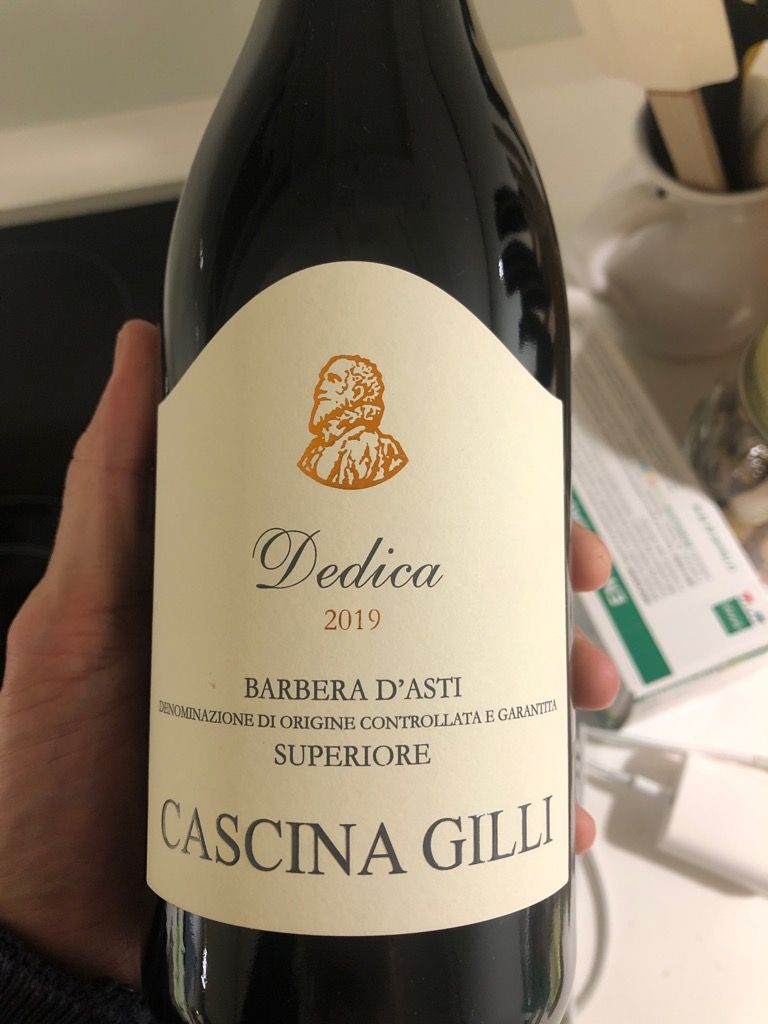 Dedica
2019
BARBERA D'ASTI
DENOMINAZIONE DI ORIGINE CONTROLLATA E GARANTITA
SUPERIORE
CASCINA GILLI